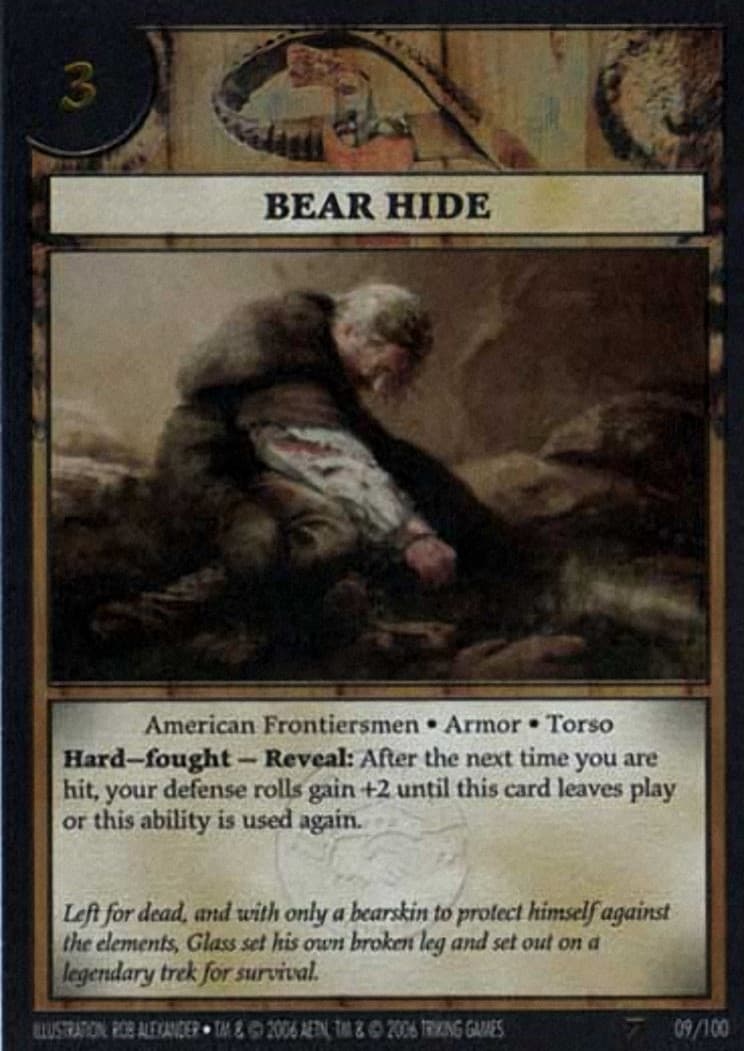 3
BEAR HIDE
American Frontiersmen • Armor • Torso
Hard–fought – Reveal: After the next time you are
hit, your defense rolls gain +2 until this card leaves play
or this ability is used again.
Left for dead, and with only a bearskin to protect himself against
the elements, Glass set his own broken leg and set out on a
legendary trek for survival.
ILLUSTRATION: ROB ALEXANDER • TM & © 2006 AETN, TM & © 2006 TRIKING GAMES 09/100